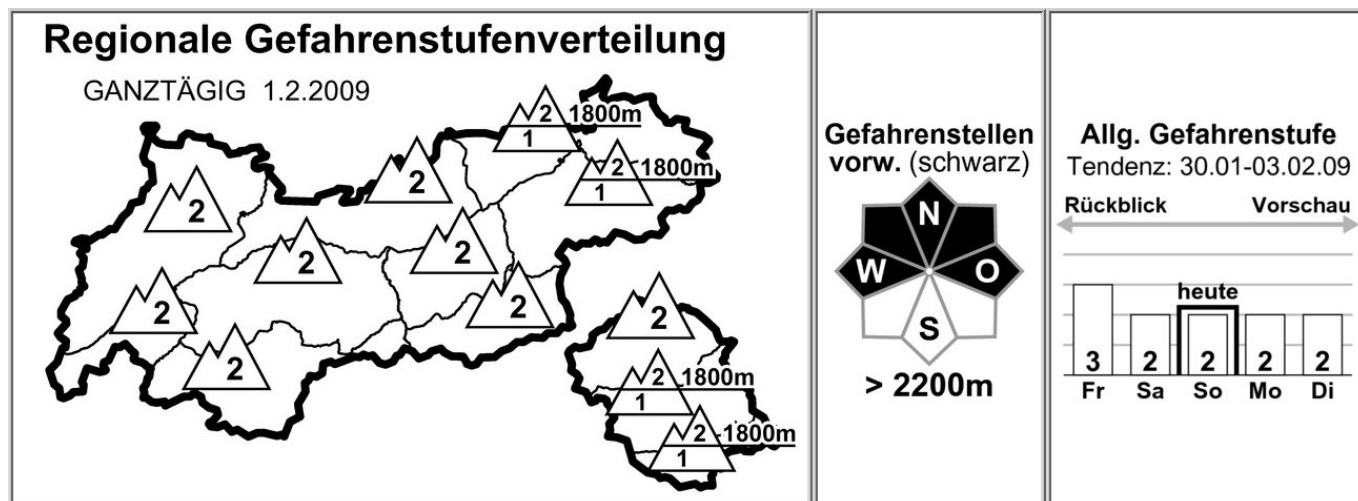 Regionale Gefahrenstufenverteilung
GANZTÄGIG 1.2.2009
2 1800m
1
2 1800m
1
2
2
2
2
2
2
2
2
2 1800m
1
2 1800m
1
Gefahrenstellen
vorw. (schwarz)
N
W O
S
> 2200m
Allg. Gefahrenstufe
Tendenz: 30.01-03.02.09
Rückblick Vorschau
heute
3 2 2 2 2
Fr Sa So Mo Di